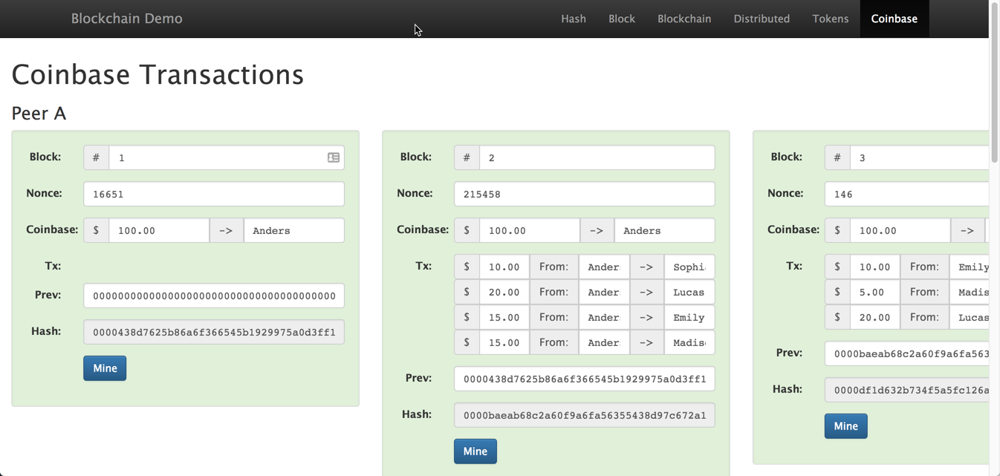 Blockchain Demo
Hash Block Blockchain Distributed Tokens Coinbase
Coinbase Transactions
Peer A
Block: # 1
Nonce: 16651
Coinbase: $ 100.00 -> Anders
Tx:
Prev: 00000000000000000000000000000000000000
Hash: 0000438d7625b86a6f366545b1929975a0d3ff1
Mine
Block: # 2
Nonce: 215458
Coinbase: $ 100.00 -> Anders
Tx: $ 10.00 From: Ander -> Sophi
$ 20.00 From: Ander -> Lucas
$ 15.00 From: Ander -> Emily
$ 15.00 From: Ander -> Madis
Prev: 0000438d7625b86a6f366545b1929975a0d3ff1
Hash: 0000baeab68c2a60f9a6fa56355438d97c672a1
Mine
Block: # 3
Nonce: 146
Coinbase: $ 100.00 ->
Tx: $ 10.00 From: Emily
$ 5.00 From: Madis
$ 20.00 From: Lucas
Prev: 0000baeab68c2a60f9a6fa563
Hash: 0000df1d632b734f5a5fc126a
Mine